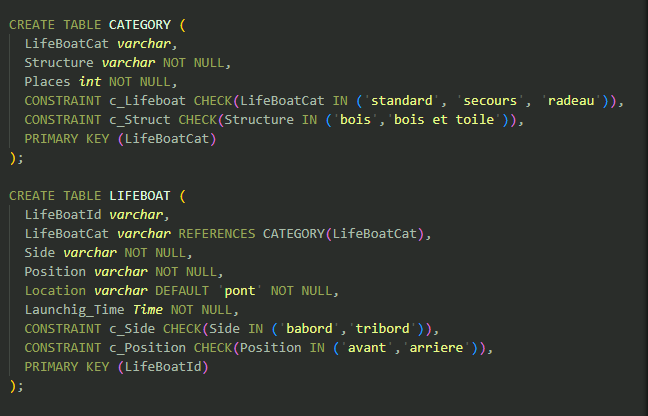 CREATE TABLE CATEGORY (
LifeBoatCat varchar,
Structure varchar NOT NULL,
Places int NOT NULL,
CONSTRAINT c_Lifeboat CHECK(LifeBoatCat IN ('standard', 'secours', 'radeau')),
CONSTRAINT c_Struct CHECK(Structure IN ('bois','bois et toile')),
PRIMARY KEY (LifeBoatCat)
);
CREATE TABLE LIFEBOAT (
LifeBoatId varchar,
LifeBoatCat varchar REFERENCES CATEGORY(LifeBoatCat),
Side varchar NOT NULL,
Position varchar NOT NULL,
Location varchar DEFAULT 'pont' NOT NULL,
Launchig_Time Time NOT NULL,
CONSTRAINT c_Side CHECK(Side IN ('babord','tribord')),
CONSTRAINT c_Position CHECK(Position IN ('avant','arriere')),
PRIMARY KEY (LifeBoatId)
);